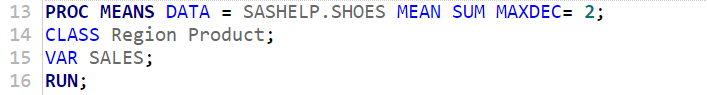 13 PROC MEANS DATA = SASHELP.SHOES MEAN SUM MAXDEC= 2;
14 CLASS Region Product;
15 VAR SALES;
16 RUN;